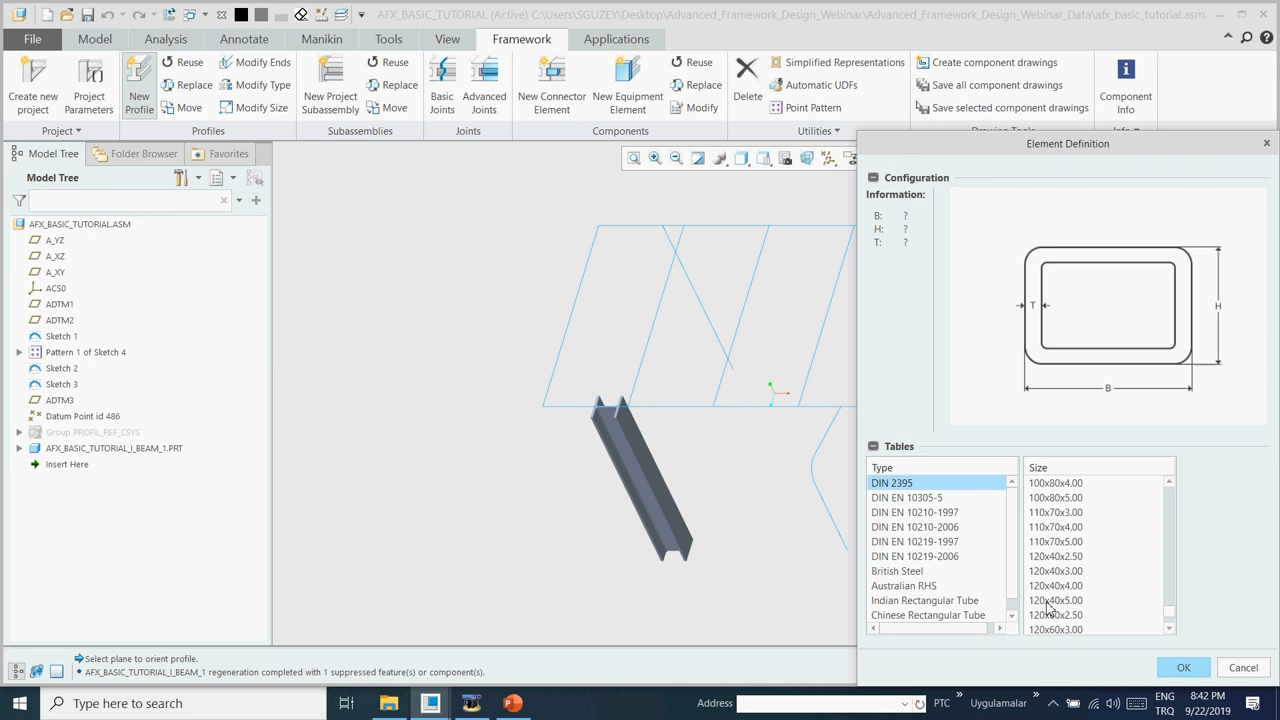 AFX_BASIC_TUTORIAL (Active) C:\Users\SGUZEY\Desktop\Advanced_Framework_Design_Webinar\Advanced_Framework_Design_Webinar_Data\afx_basic_tutorial.asm.
File
Model
Analysis
Annotate
Manikin
Tools
View
Framework
Applications
Create new project
Project Parameters
New Profile
Reuse
Replace
Move
Modify Ends
Modify Type
Modify Size
New Project Subassembly
Reuse
Replace
Move
Basic Joints
Advanced Joints
New Connector Element
New Equipment Element
Reuse
Replace
Modify
Delete
Simplified Representations
Automatic UDFs
Point Pattern
Create component drawings
Save all component drawings
Save selected component drawings
Component Info
Project
Profiles
Subassemblies
Joints
Components
Utilities
Model Tree
Folder Browser
Favorites
Model Tree
AFX_BASIC_TUTORIAL.ASM
A_YZ
A_XZ
A_XY
ACS0
ADTM1
ADTM2
Sketch 1
Pattern 1 of Sketch 4
Sketch 2
Sketch 3
ADTM3
Datum Point id 486
Group PROFIL_REF_CSYS
AFX_BASIC_TUTORIAL_I_BEAM_1.PRT
Insert Here
Element Definition
Configuration
Information:
B: ?
H: ?
T: ?
T
H
B
Tables
Type
DIN 2395
DIN EN 10305-5
DIN EN 10210-1997
DIN EN 10210-2006
DIN EN 10219-1997
DIN EN 10219-2006
British Steel
Australian RHS
Indian Rectangular Tube
Chinese Rectangular Tube
Size
100x80x4.00
100x80x5.00
110x70x3.00
110x70x4.00
110x70x5.00
120x40x2.50
120x40x3.00
120x40x4.00
120x40x5.00
120x60x2.50
120x60x3.00
OK
Cancel
Select plane to orient profile.
AFX_BASIC_TUTORIAL_I_BEAM_1 regeneration completed with 1 suppressed feature(s) or component(s).
Type here to search
Address
PTC
Uygulamalar
ENG
TRQ
8:42 PM
9/22/2019